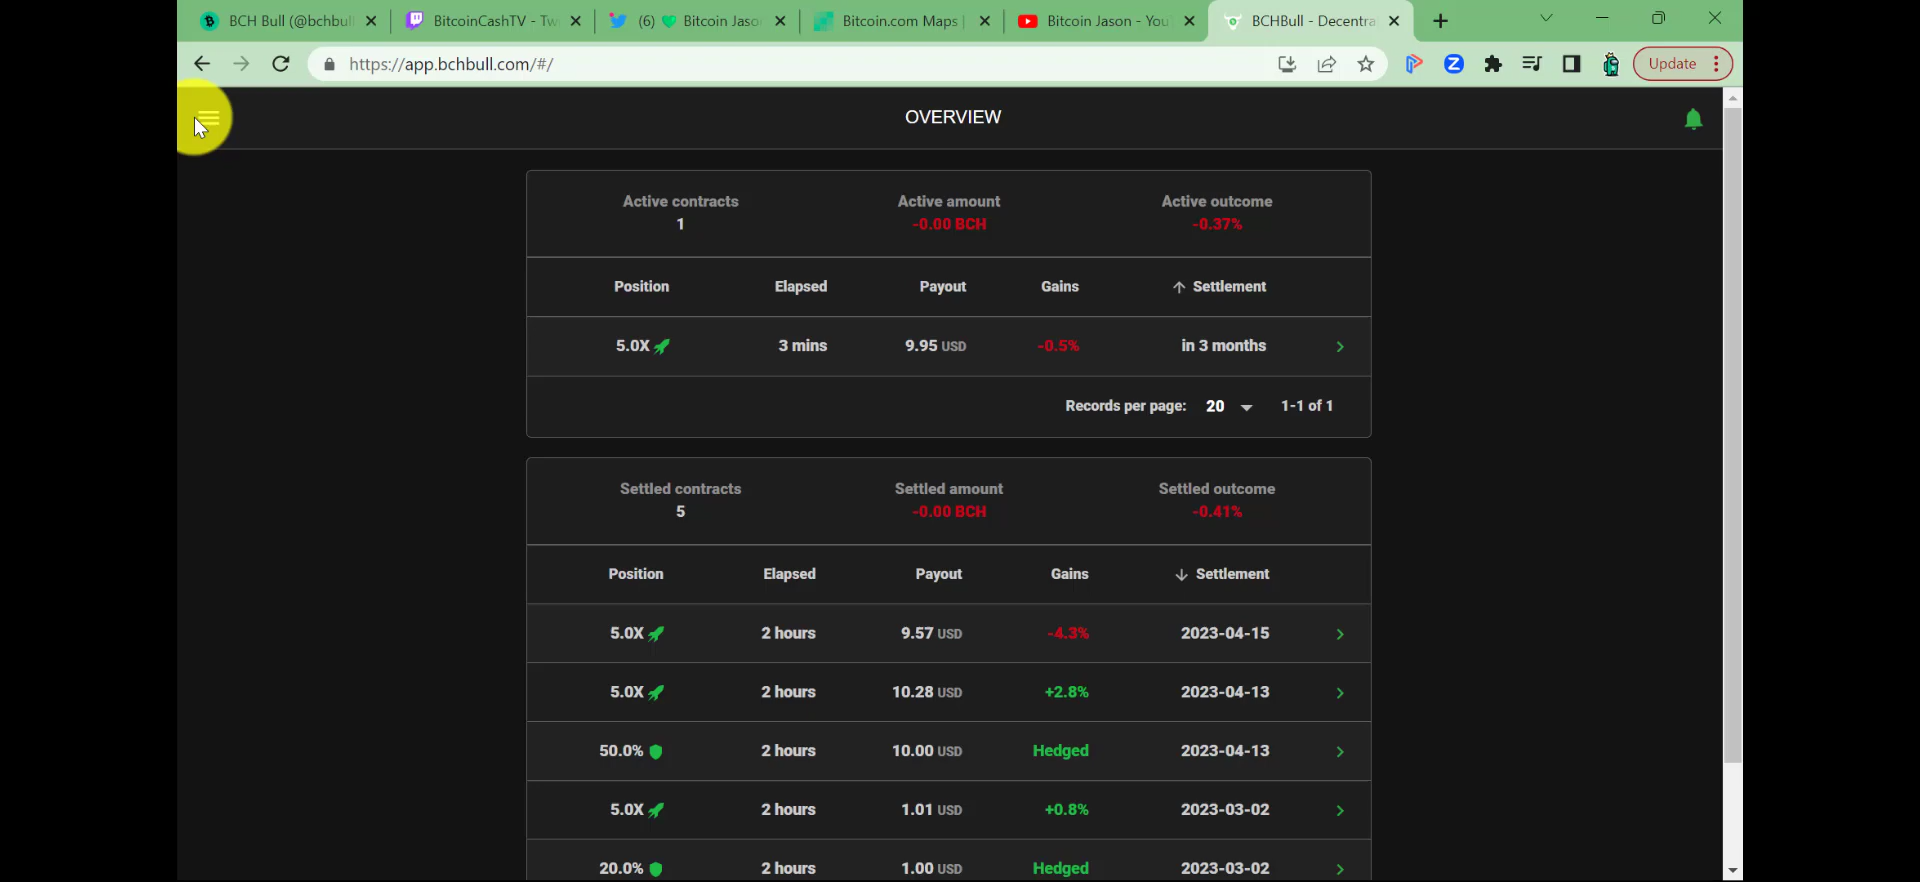 BCH Bull (@bchbull
BitcoinCashTV - Tw
(6) 💚 Bitcoin Jaso
Bitcoin.com Maps |
Bitcoin Jason - You
BCHBull - Decentra
https://app.bchbull.com/#/
Update
OVERVIEW
Active contracts Active amount Active outcome
1 -0.00 BCH -0.37%
Position Elapsed Payout Gains ↑ Settlement
5.0X 3 mins 9.95 USD -0.5% in 3 months
Records per page: 20 1-1 of 1
Settled contracts Settled amount Settled outcome
5 -0.00 BCH -0.41%
Position Elapsed Payout Gains ↓ Settlement
5.0X 2 hours 9.57 USD -4.3% 2023-04-15
5.0X 2 hours 10.28 USD +2.8% 2023-04-13
50.0% 2 hours 10.00 USD Hedged 2023-04-13
5.0X 2 hours 1.01 USD +0.8% 2023-03-02
20.0% 2 hours 1.00 USD Hedged 2023-03-02